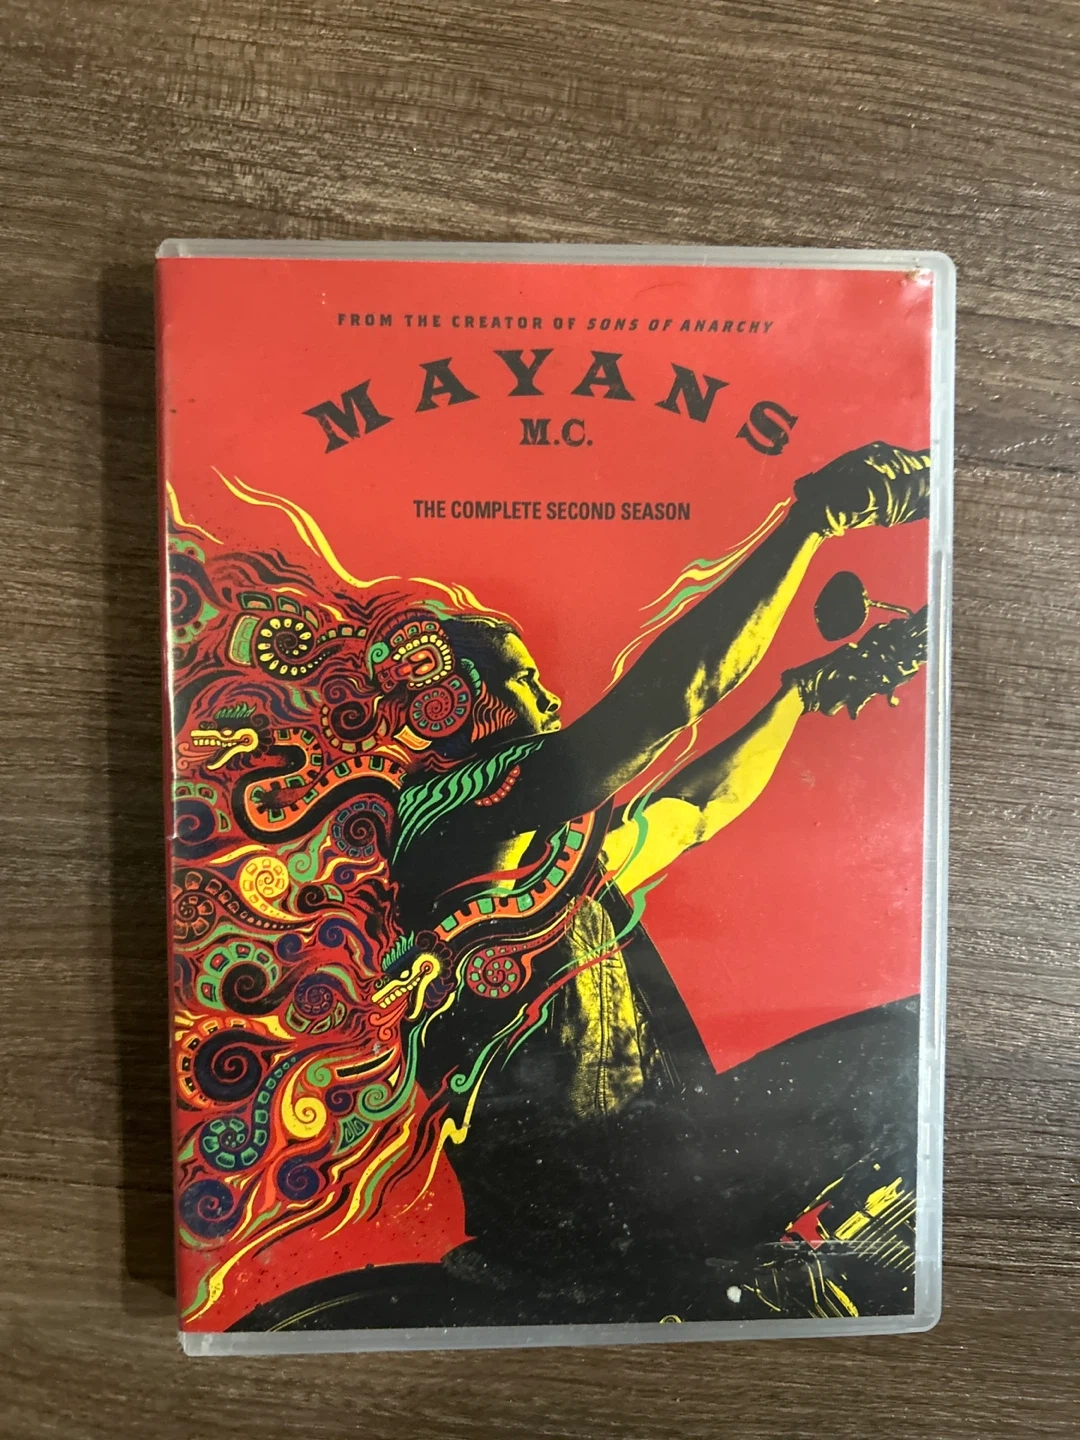 FROM THE CREATOR OF SONS OF ANARCHY
MAYANS
M.C.
THE COMPLETE SECOND SEASON